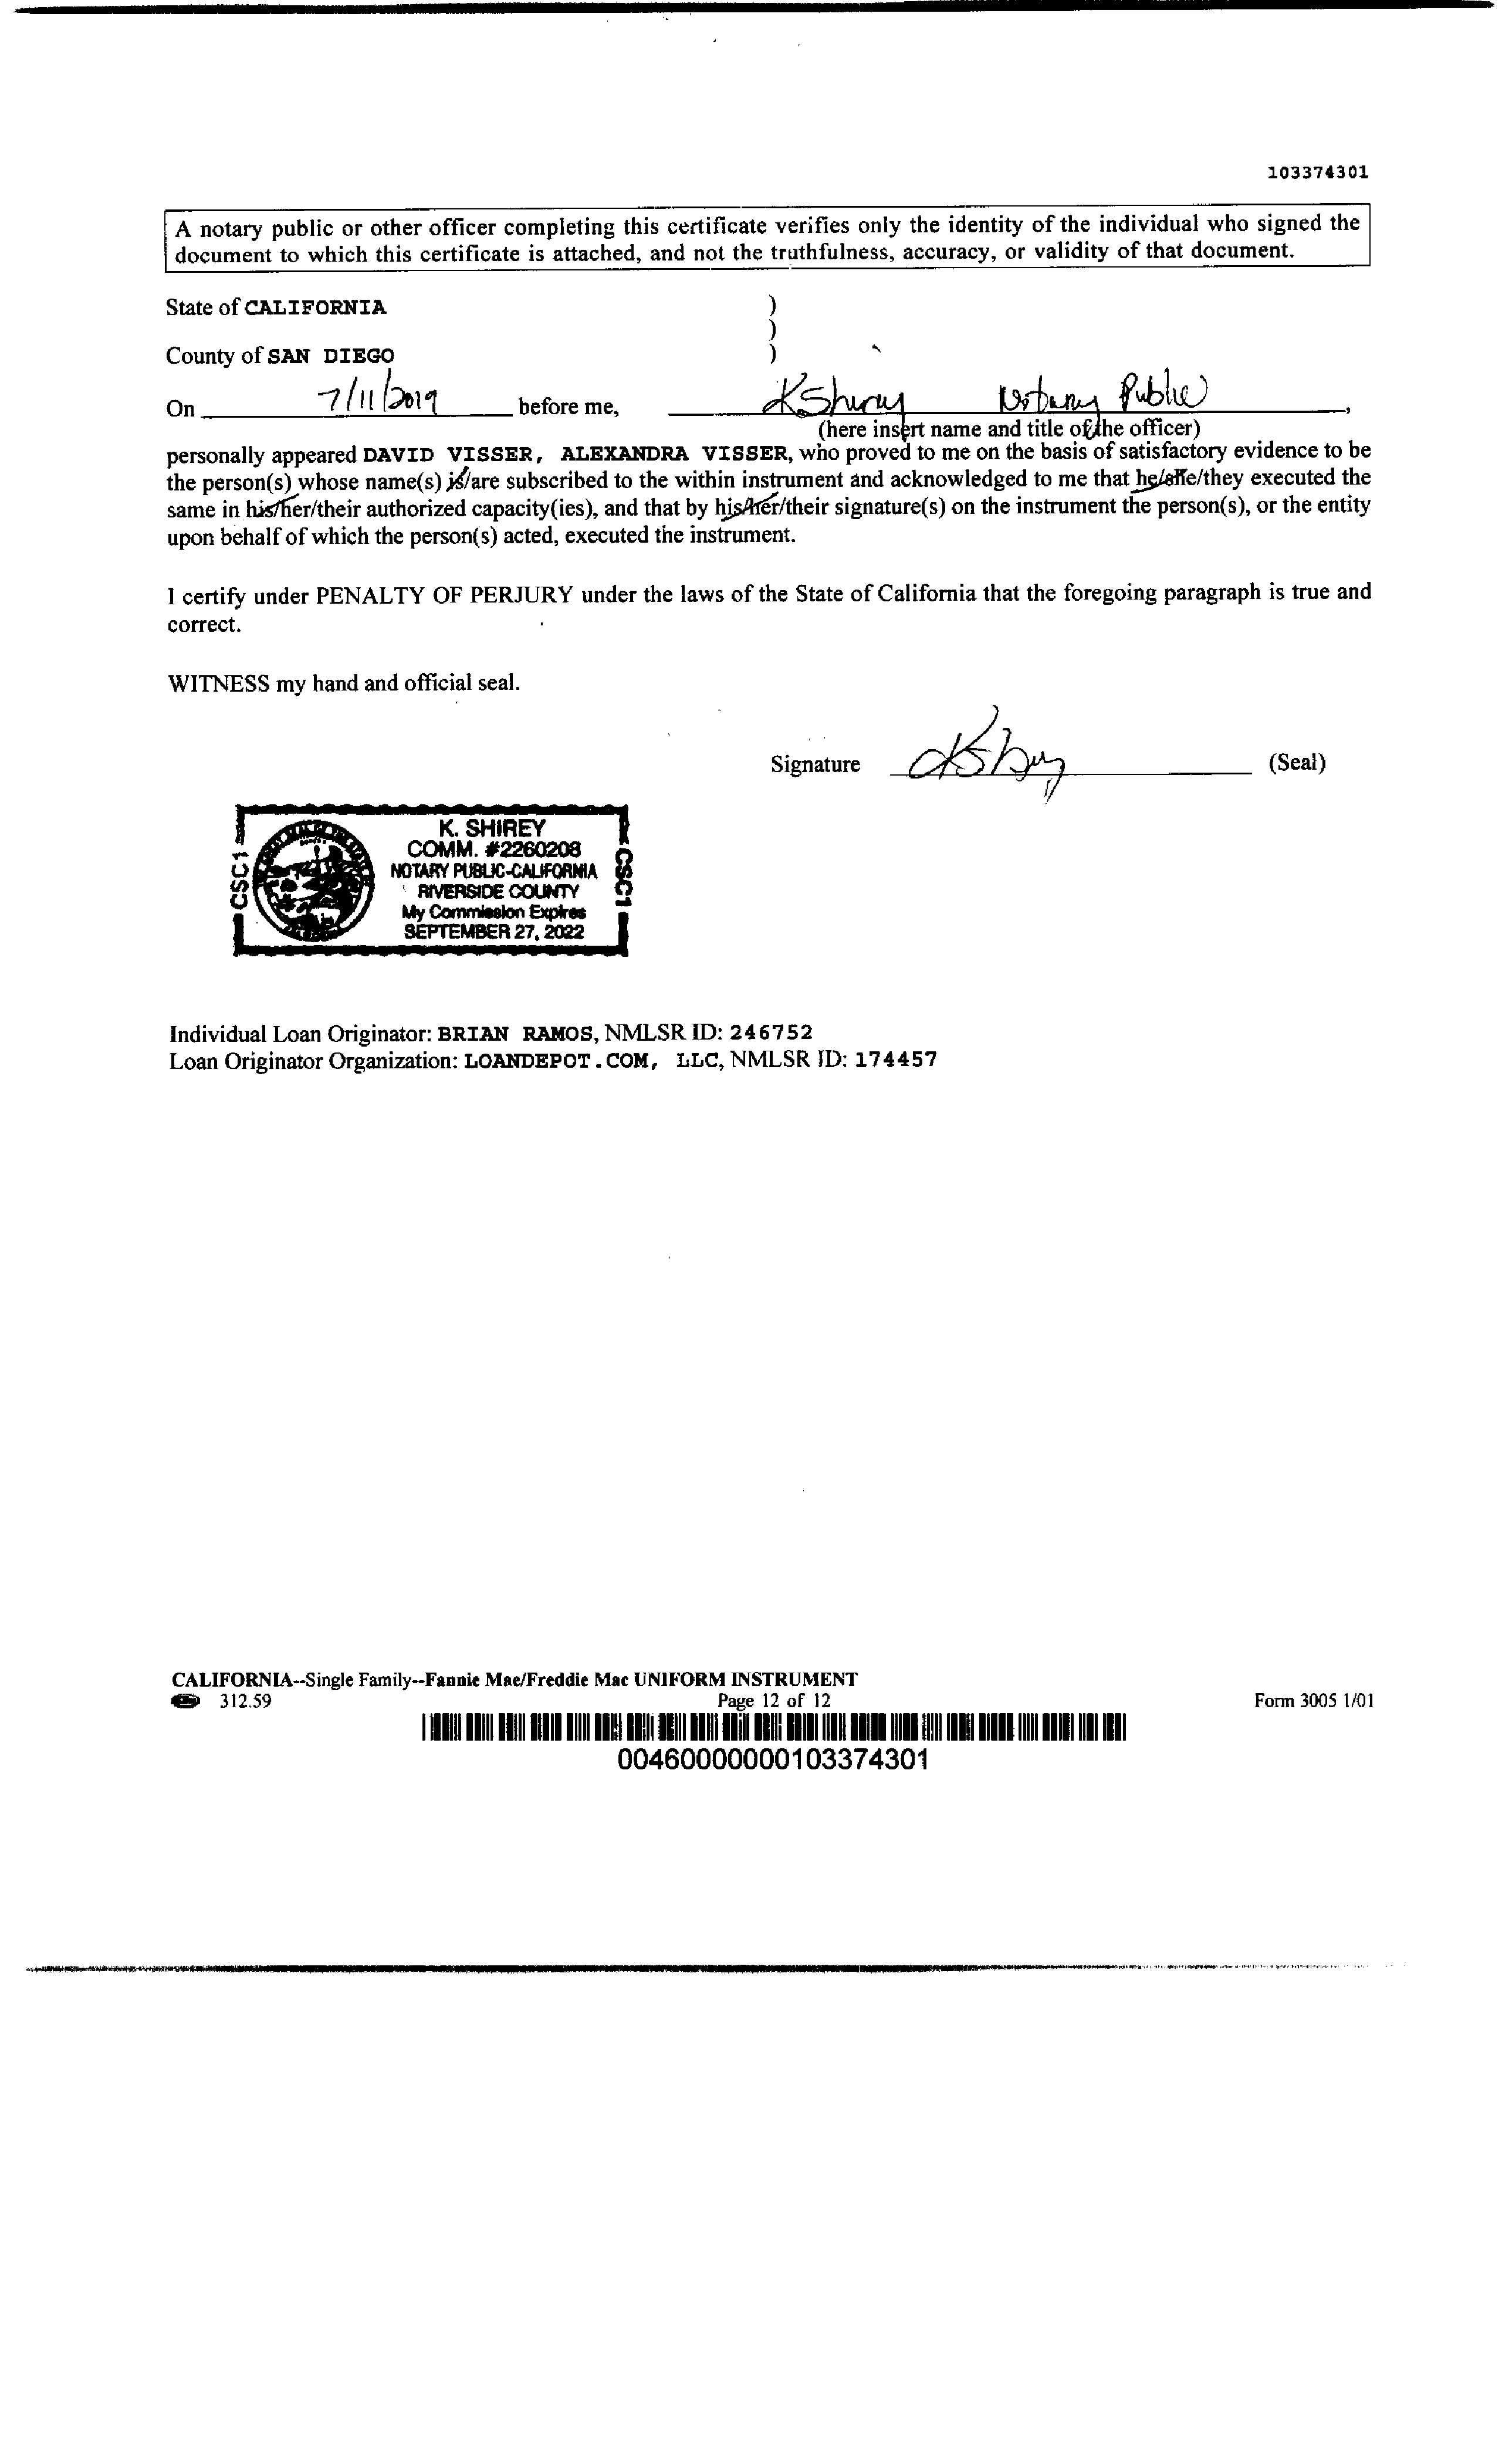 103374301
A notary public or other officer completing this certificate verifies only the identity of the individual who signed the
document to which this certificate is attached, and not the truthfulness, accuracy, or validity of that document.
State of CALIFORNIA )
)
County of SAN DIEGO )
On 7/11/2019 before me, K Shirey Notary Public,
(here insert name and title of the officer)
personally appeared DAVID VISSER, ALEXANDRA VISSER, who proved to me on the basis of satisfactory evidence to be
the person(s) whose name(s) is/are subscribed to the within instrument and acknowledged to me that he/she/they executed the
same in his/her/their authorized capacity(ies), and that by his/her/their signature(s) on the instrument the person(s), or the entity
upon behalf of which the person(s) acted, executed the instrument.
I certify under PENALTY OF PERJURY under the laws of the State of California that the foregoing paragraph is true and
correct.
WITNESS my hand and official seal.
Signature KShirey (Seal)
K. SHIREY
COMM. #2260208
NOTARY PUBLIC-CALIFORNIA
RIVERSIDE COUNTY
My Commission Expires
SEPTEMBER 27, 2022
CSC1
CSC1
Individual Loan Originator: BRIAN RAMOS, NMLSR ID: 246752
Loan Originator Organization: LOANDEPOT.COM, LLC, NMLSR ID: 174457
CALIFORNIA--Single Family--Fannie Mae/Freddie Mac UNIFORM INSTRUMENT
312.59 Page 12 of 12 Form 3005 1/01
00460000000103374301